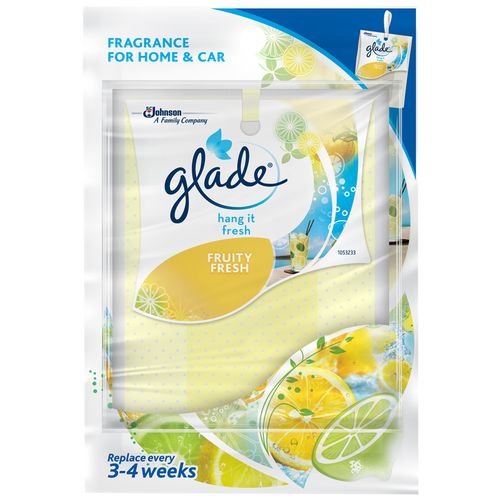 FRAGRANCE
FOR HOME & CAR
SC Johnson
A Family Company
glade®
hang it
fresh
FRUITY
FRESH
1053233
Replace every
3-4 weeks
glade